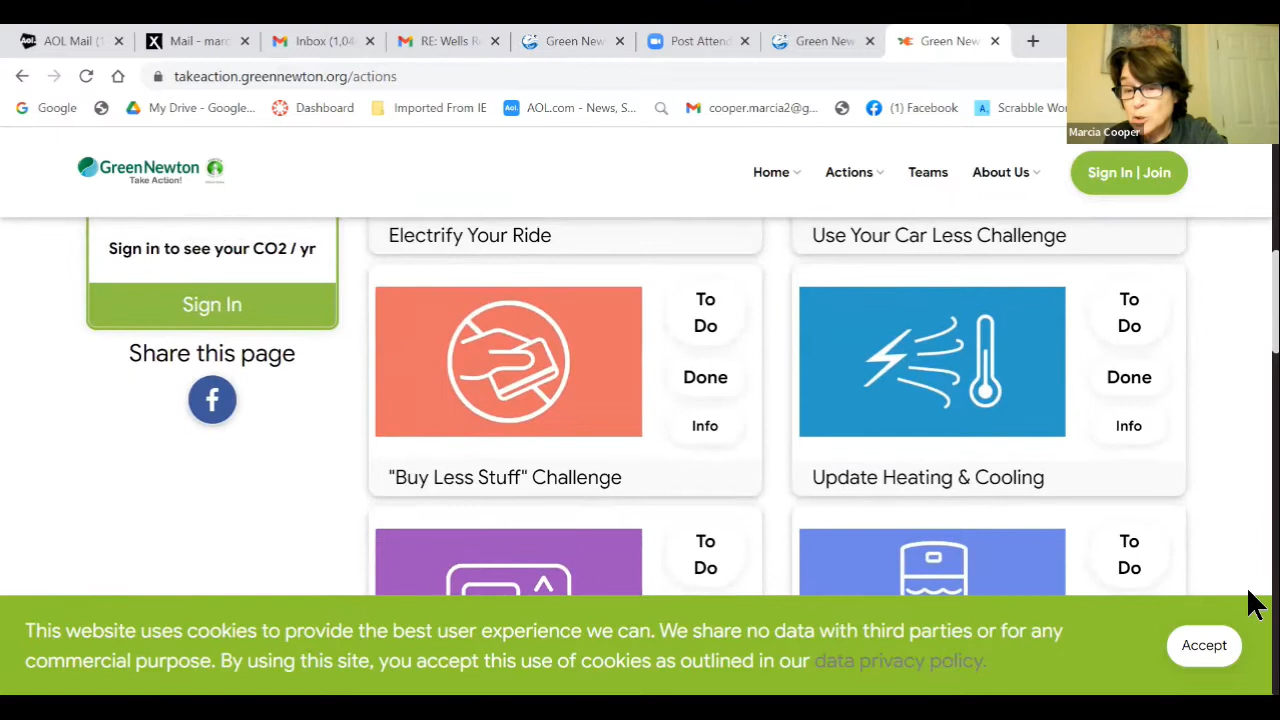 AOL Mail (
Mail - marc
Inbox (1,04
RE: Wells R
Green New
Post Attend
Green New
Green New
takeaction.greennewton.org/actions
Google
My Drive - Google...
Dashboard
Imported From IE
AOL.com - News, S...
cooper.marcia2@g...
(1) Facebook
Scrabble Wor
Marcia Cooper
GreenNewton
Take Action!
Home
Actions
Teams
About Us
Sign In | Join
Sign in to see your CO2 / yr
Sign In
Share this page
Electrify Your Ride
Use Your Car Less Challenge
To
Do
Done
Info
"Buy Less Stuff" Challenge
To
Do
Done
Info
Update Heating & Cooling
To
Do
To
Do
This website uses cookies to provide the best user experience we can. We share no data with third parties or for any
commercial purpose. By using this site, you accept this use of cookies as outlined in our data privacy policy.
Accept